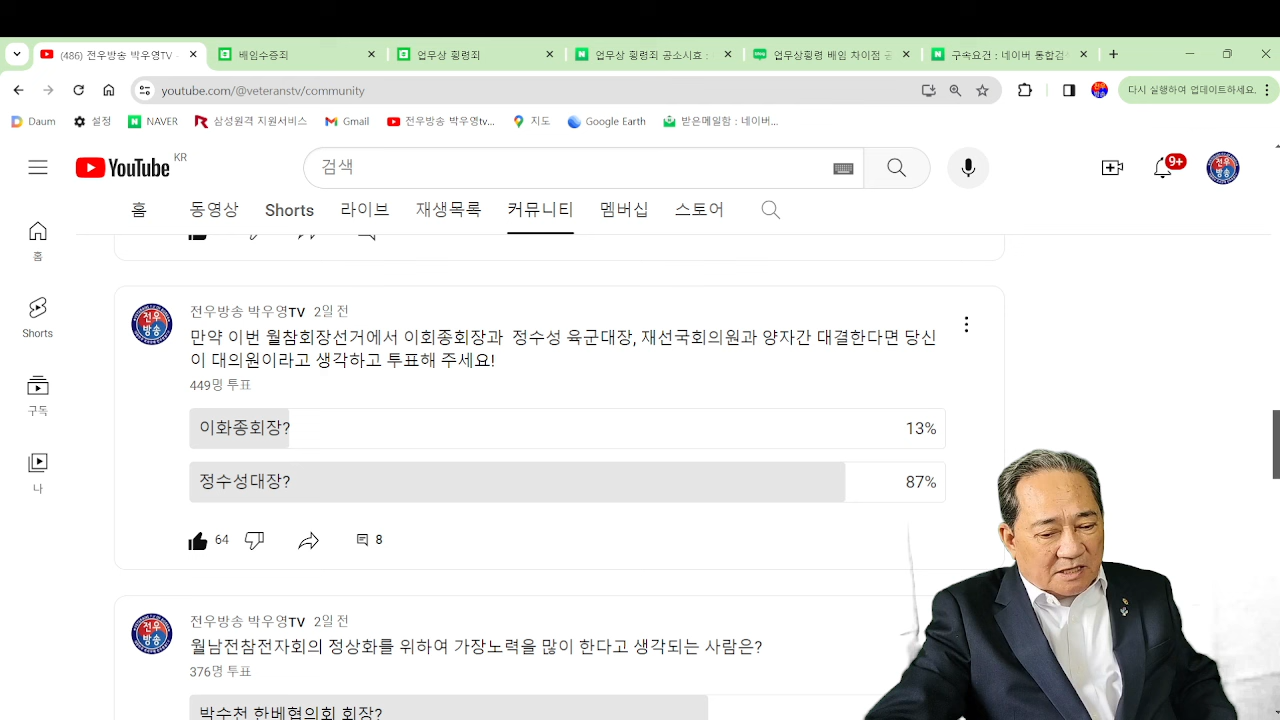 (486) 전우방송 박우영TV -
배임수증죄
업무상 횡령죄
업무상 횡령죄 공소시효 :
업무상횡령 배임 차이점 공
구속요건 : 네이버 통합검색
youtube.com/@veteranstv/community
다시 실행하여 업데이트하세요.
Daum
설정
NAVER
삼성원격 지원서비스
Gmail
전우방송 박우영tv...
지도
Google Earth
받은메일함 : 네이버...
YouTube KR
검색
9+
홈
동영상
Shorts
라이브
재생목록
커뮤니티
멤버십
스토어
홈
Shorts
구독
나
전우방송
전우방송 박우영TV 2일 전
만약 이번 월참회장선거에서 이회종회장과 정수성 육군대장, 재선국회의원과 양자간 대결한다면 당신
이 대의원이라고 생각하고 투표해 주세요!
449명 투표
이화종회장?
13%
정수성대장?
87%
64
8
전우방송
전우방송 박우영TV 2일 전
월남전참전자회의 정상화를 위하여 가장노력을 많이 한다고 생각되는 사람은?
376명 투표
박수천 한베협의회 회장?